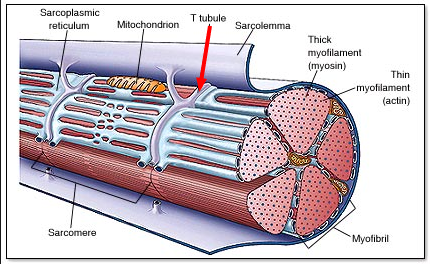 Sarcoplasmic
reticulum
Mitochondrion
T tubule
Sarcolemma
Thick
myofilament
(myosin)
Thin
myofilament
(actin)
Sarcomere
Myofibril